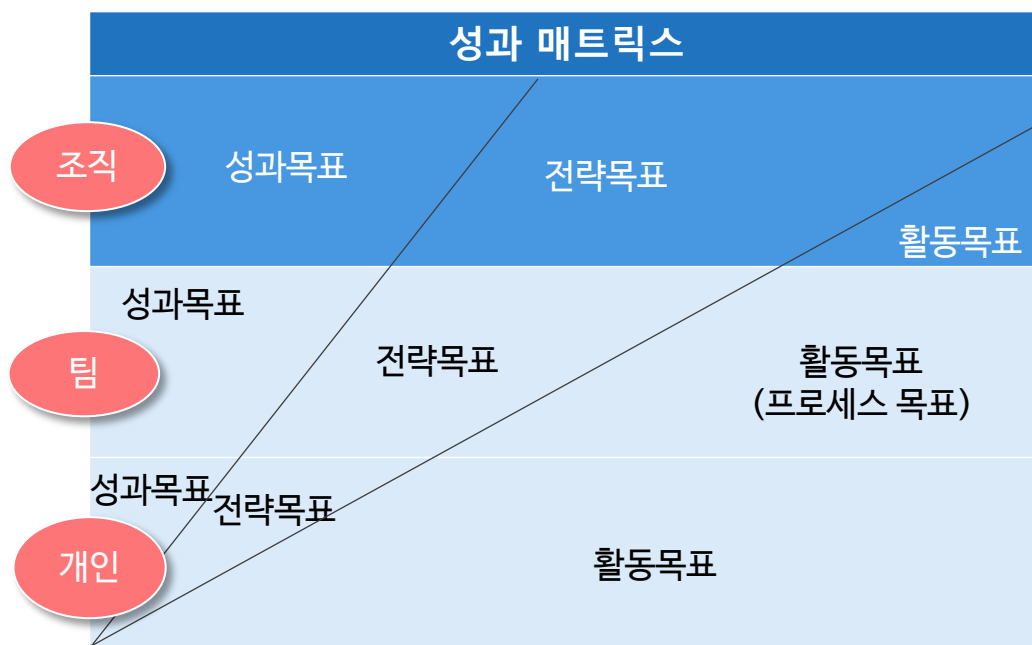 성과 매트릭스
조직
성과목표
전략목표
활동목표
팀
성과목표
전략목표
활동목표
(프로세스 목표)
개인
성과목표
전략목표
활동목표